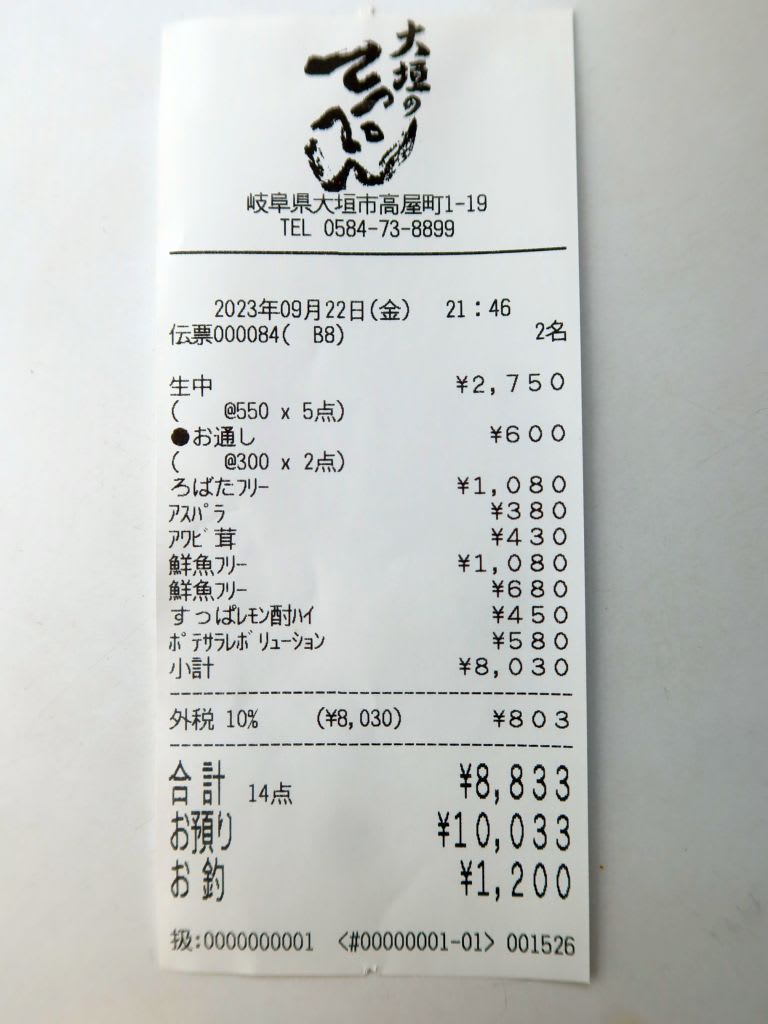 大垣の
てっぺん
岐阜県大垣市高屋町1-19
TEL 0584-73-8899
2023年09月22日(金) 21:46
伝票000084( B8) 2名
生中 ¥2,750
( @550 x 5点)
●お通し ¥600
( @300 x 2点)
ろばたﾌﾘｰ ¥1,080
ｱｽﾊﾟﾗ ¥380
ｱﾜﾋﾞ茸 ¥430
鮮魚ﾌﾘｰ ¥1,080
鮮魚ﾌﾘｰ ¥680
すっぱﾚﾓﾝ酎ﾊｲ ¥450
ﾎﾟﾃｻﾗﾚﾎﾞﾘｭｰｼｮﾝ ¥580
小計 ¥8,030
外税 10% (¥8,030) ¥803
合計 14点 ¥8,833
お預り ¥10,033
お釣 ¥1,200
扱:0000000001 <#00000001-01> 001526